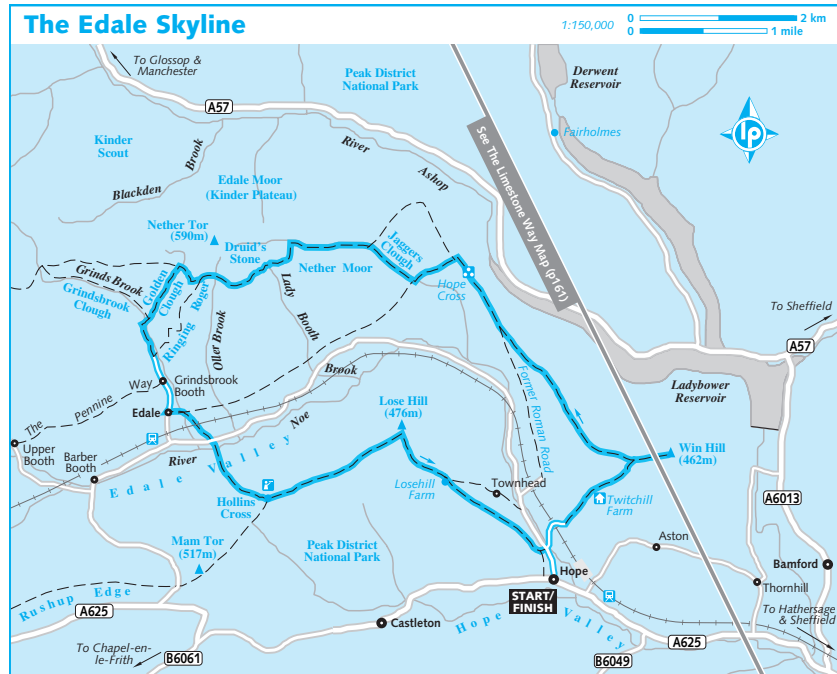 The Edale Skyline
1:150,000
0 2 km
0 1 mile
To Glossop &
Manchester
A57
Peak District
National Park
Derwent
Reservoir
Fairholmes
lp
Kinder
Scout
Blackden
Brook
River
Ashop
Edale Moor
(Kinder Plateau)
See The Limestone Way Map (p161)
Nether Tor
(590m)
Druid's
Stone
Nether Moor
Jaggers
Clough
Hope
Cross
Grinds Brook
Grindsbrook
Clough
Golden
Clough
Ringing
Roger
Oller Brook
Lady
Booth
Brook
To Sheffield
A57
Ladybower
Reservoir
The
Pennine
Way
Grindsbrook
Booth
Edale
Former Roman Road
Lose Hill
(476m)
Win Hill
(462m)
Upper
Booth
Barber
Booth
River
Noe
Edale Valley
Hollins
Cross
Losehill
Farm
Townhead
Twitchill
Farm
A6013
Mam Tor
(517m)
Peak District
National Park
Aston
Bamford
Thornhill
Hope
START/
FINISH
Rushup Edge
A625
Castleton
Hope Valley
A625
To Hathersage
& Sheffield
To Chapel-en-
le-Frith
B6061
B6049